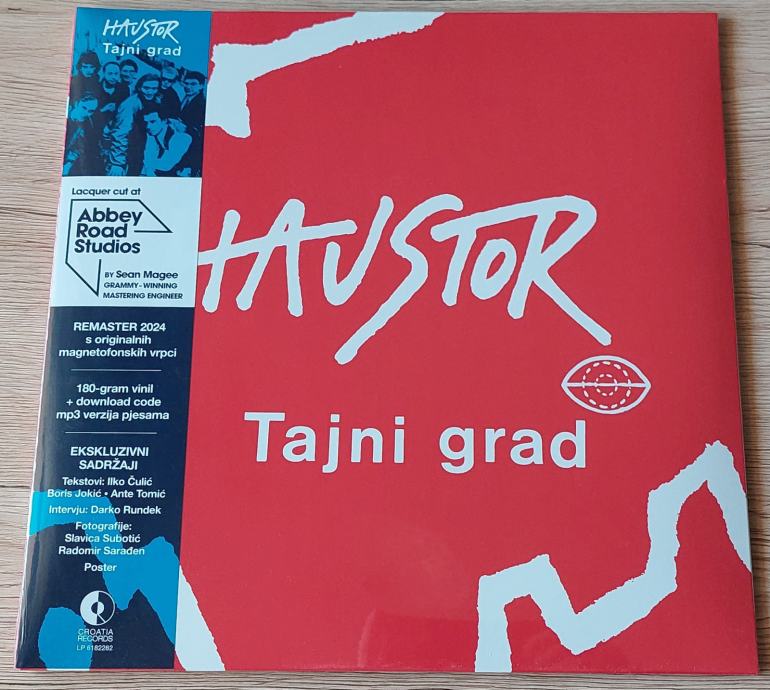 HAUSTOR
Tajni grad
Lacquer cut at
Abbey
Road
Studios
BY Sean Magee
GRAMMY-WINNING
MASTERING ENGINEER
REMASTER 2024
s originalnih
magnetofonskih vrpci
180-gram vinil
+ download code
mp3 verzija pjesama
EKSKLUZIVNI
SADRŽAJI
Tekstovi: Ilko Čulić
Boris Jokić • Ante Tomić
Intervju: Darko Rundek
Fotografije:
Slavica Subotić
Radomir Sarađen
Poster
CROATIA
RECORDS
LP 6182282
HAUSTOR
Tajni grad